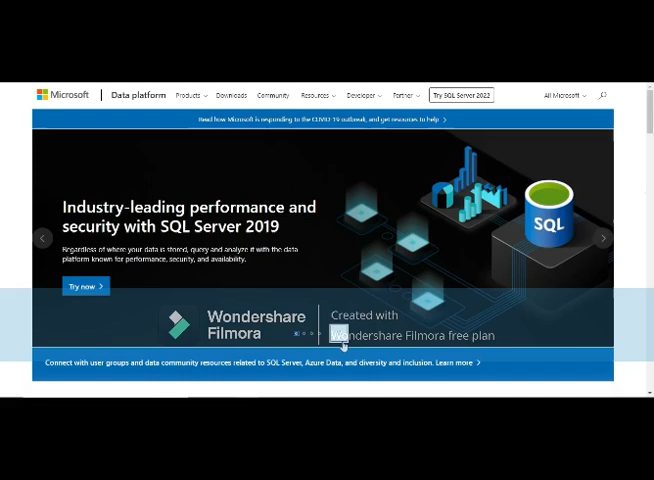 Microsoft | Data platform Products Downloads Community Resources Developer Partner Try SQL Server 2022 All Microsoft
Read how Microsoft is responding to the COVID-19 outbreak, and get resources to help
Industry-leading performance and
security with SQL Server 2019
Regardless of where your data is stored, query and analyze it with the data
platform known for performance, security, and availability.
Try now
SQL
Wondershare
Filmora
Created with
Wondershare Filmora free plan
Connect with user groups and data community resources related to SQL Server, Azure Data, and diversity and inclusion. Learn more